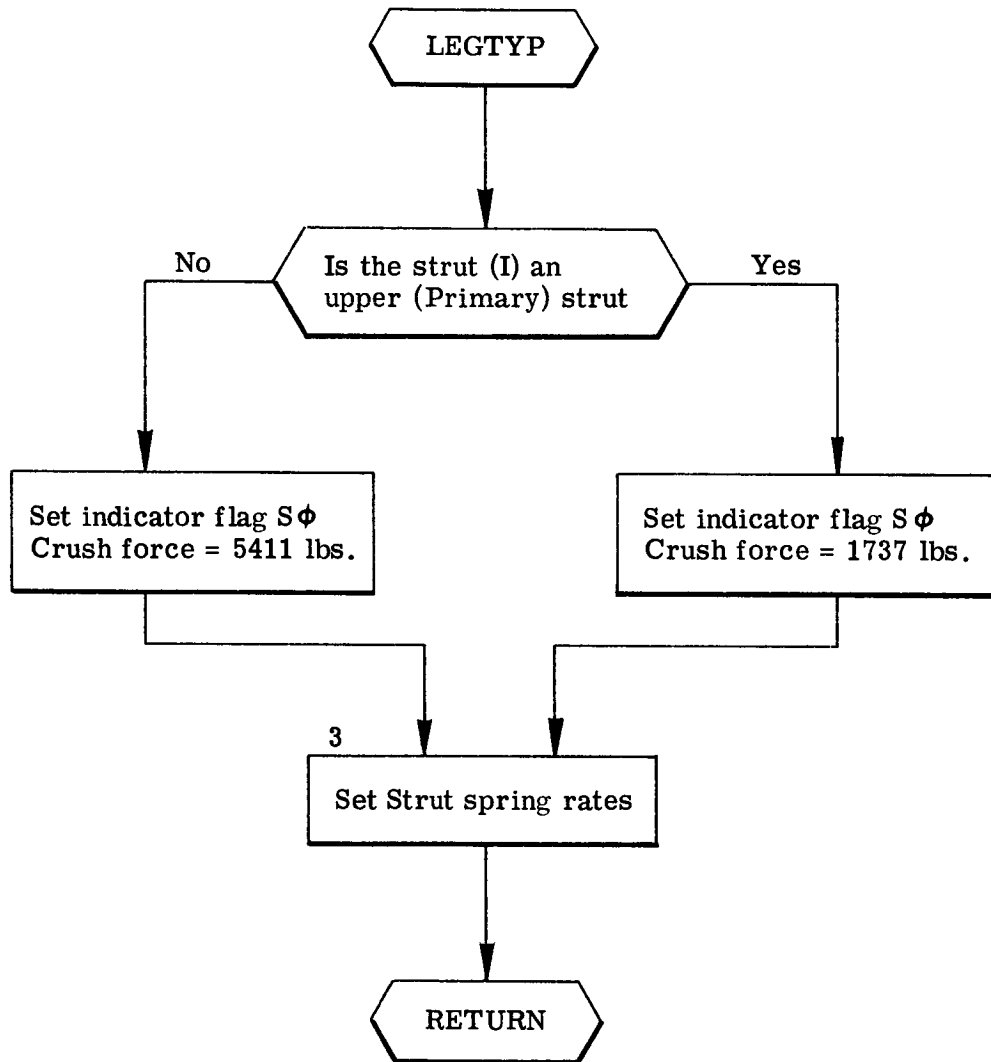 LEGTYP
Is the strut (I) an
upper (Primary) strut
No
Yes
Set indicator flag Sϕ
Crush force = 5411 lbs.
Set indicator flag Sϕ
Crush force = 1737 lbs.
3
Set Strut spring rates
RETURN